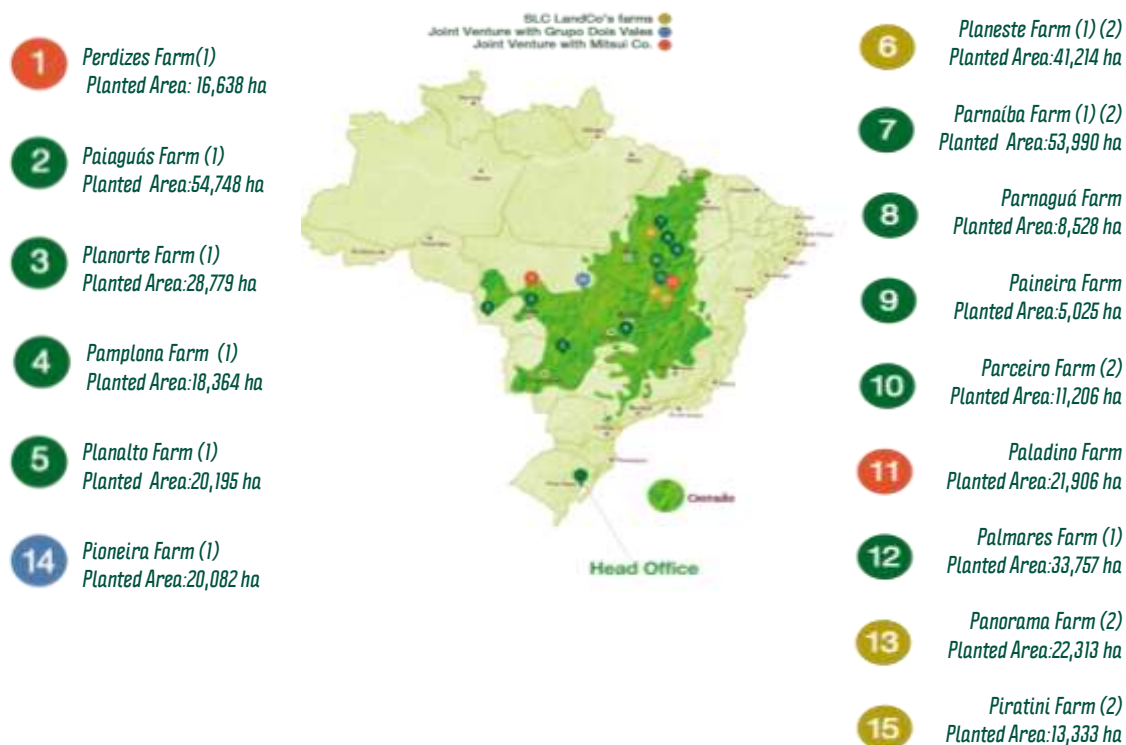 SLC LandCo's farms
Joint Venture with Grupo Dois Vales
Joint Venture with Mitsui Co.
1
Perdizes Farm(1)
Planted Area: 16,638 ha
2
Paiaguás Farm (1)
Planted Area:54,748 ha
3
Planorte Farm (1)
Planted Area:28,779 ha
4
Pamplona Farm (1)
Planted Area:18,364 ha
5
Planalto Farm (1)
Planted Area:20,195 ha
14
Pioneira Farm (1)
Planted Area:20,082 ha
Cerrado
Head Office
6
Planeste Farm (1) (2)
Planted Area:41,214 ha
7
Parnaíba Farm (1) (2)
Planted Area:53,990 ha
8
Parnaguá Farm
Planted Area:8,528 ha
9
Paineira Farm
Planted Area:5,025 ha
10
Parceiro Farm (2)
Planted Area:11,206 ha
11
Paladino Farm
Planted Area:21,906 ha
12
Palmares Farm (1)
Planted Area:33,757 ha
13
Panorama Farm (2)
Planted Area:22,313 ha
15
Piratini Farm (2)
Planted Area:13,333 ha